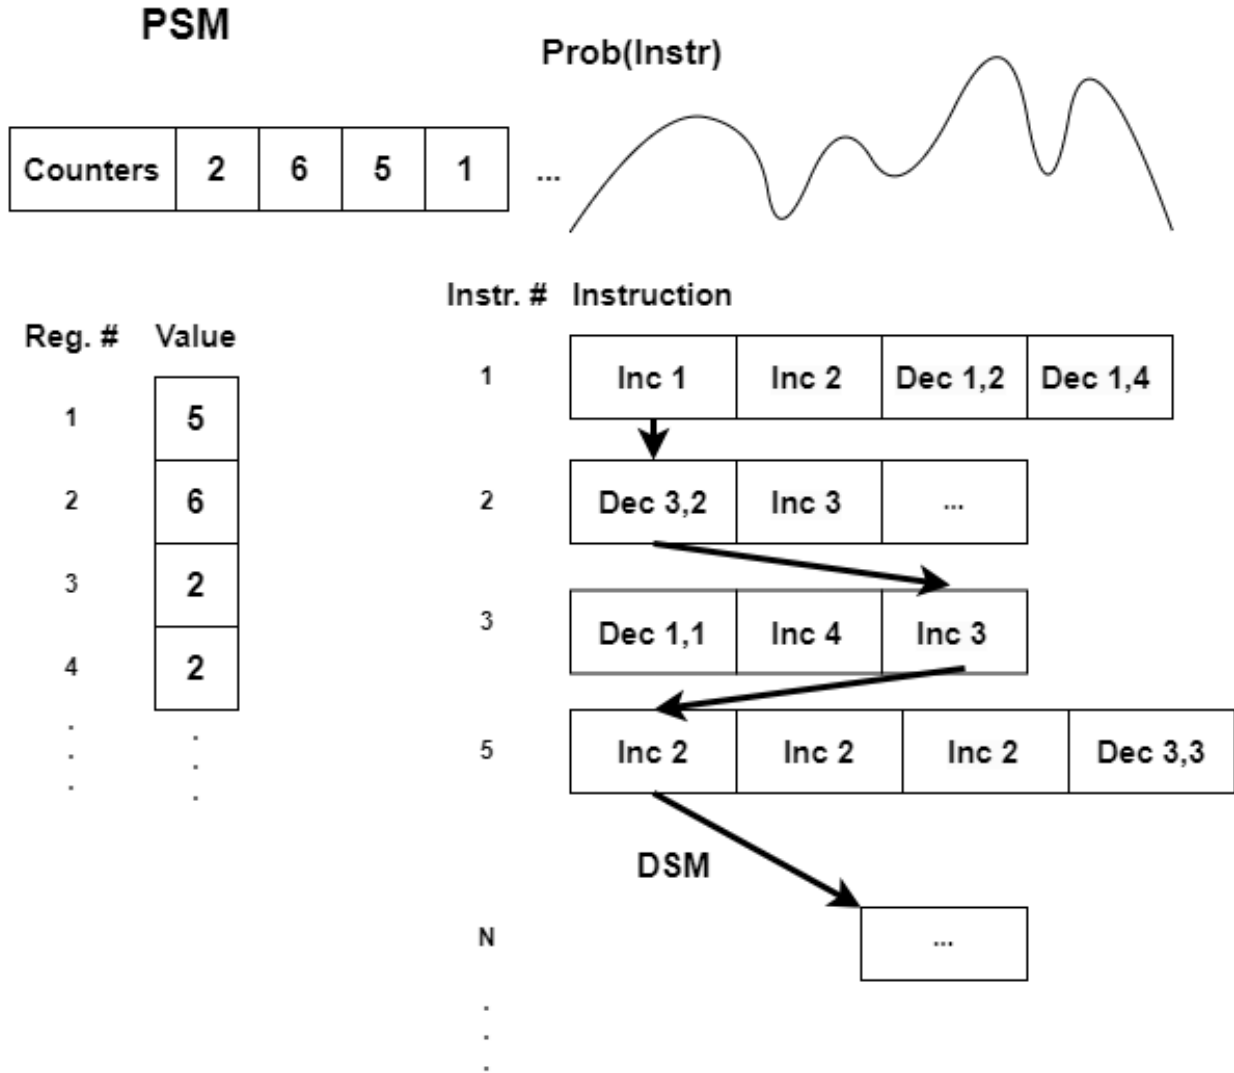 PSM
Prob(Instr)
Counters 2 6 5 1 ...
Instr. # Instruction
Reg. # Value
1 Inc 1 Inc 2 Dec 1,2 Dec 1,4
1 5
2 6
2 Dec 3,2 Inc 3 ...
3 2
3 Dec 1,1 Inc 4 Inc 3
4 2
5 Inc 2 Inc 2 Inc 2 Dec 3,3
DSM
N ...